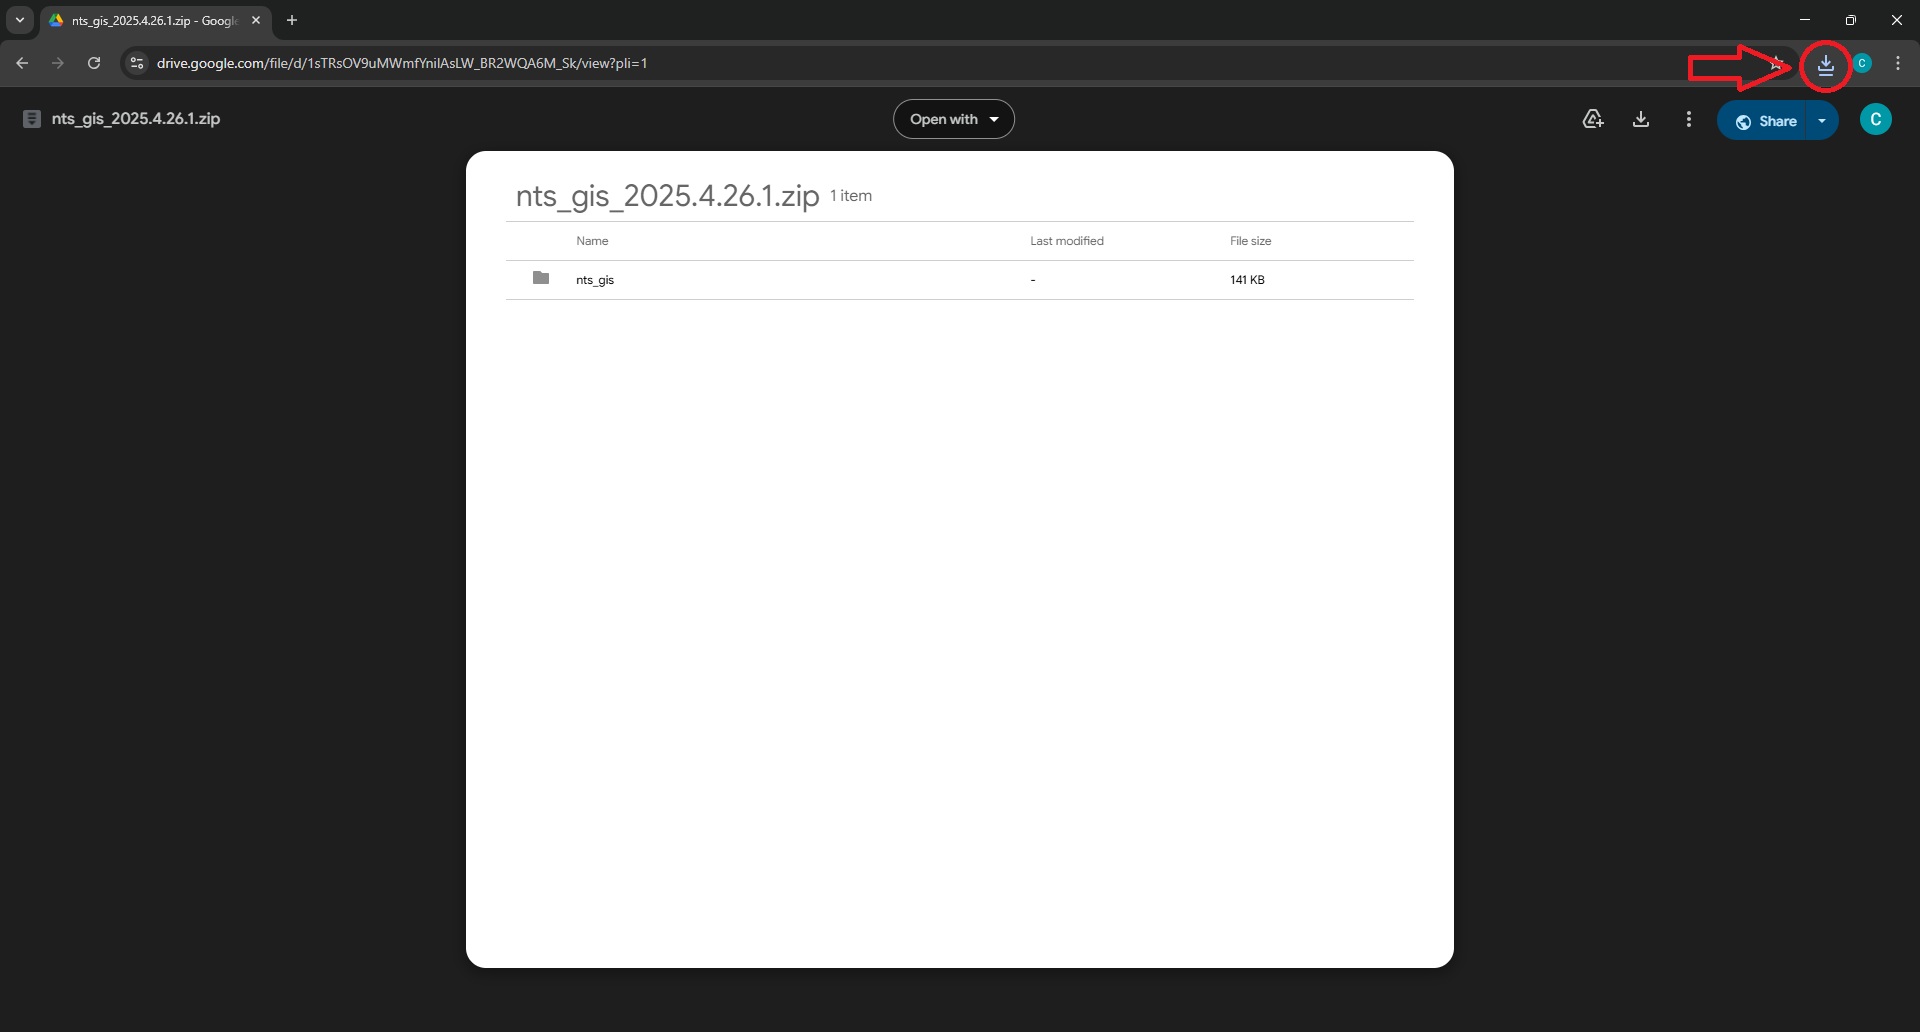 nts_gis_2025.4.26.1.zip - Google
drive.google.com/file/d/1sTRsOV9uMWmfYnilAsLW_BR2WQA6M_Sk/view?pli=1
C
nts_gis_2025.4.26.1.zip
Open with
Share
C
nts_gis_2025.4.26.1.zip 1 item
Name Last modified File size
nts_gis - 141 KB